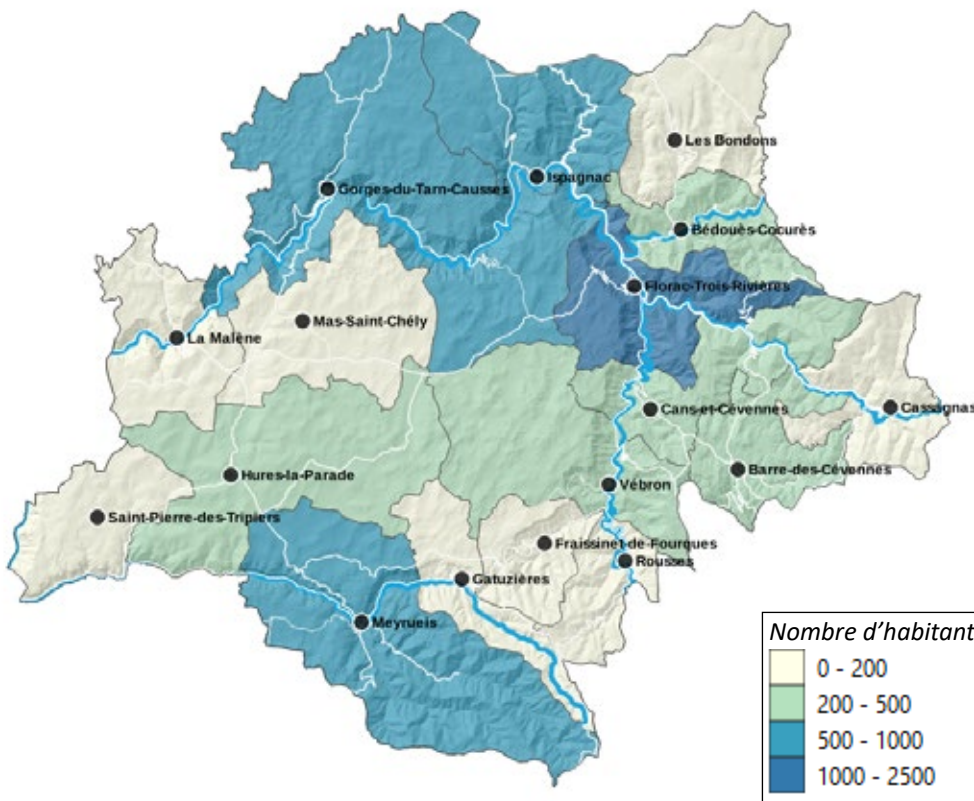 Les Bondons
Ispagnac
Gorges-du-Tarn-Causses
Bédouès-Cocurès
Florac-Trois-Rivières
Mas-Saint-Chély
La Malène
Cassagnas
Cans-et-Cévennes
Barre-des-Cévennes
Hures-la-Parade
Vébron
Saint-Pierre-des-Tripiers
Fraissinet-de-Fourques
Rousses
Gatuzières
Meyrueis
Nombre d’habitant
0 - 200
200 - 500
500 - 1000
1000 - 2500